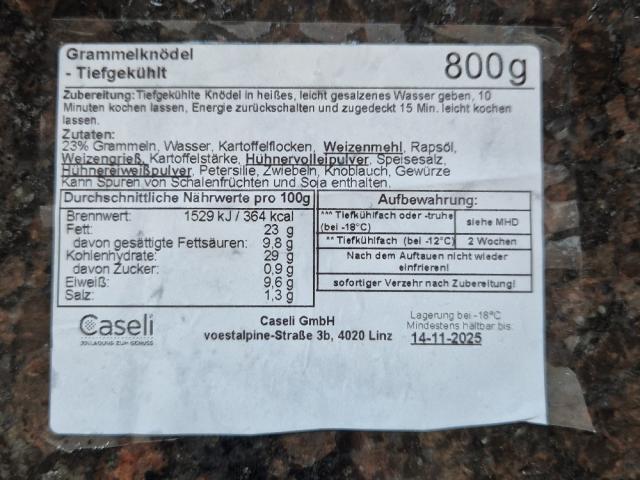 Grammelknödel
- Tiefgekühlt
800g
Zubereitung: Tiefgekühlte Knödel in heißes, leicht gesalzenes Wasser geben, 10
Minuten kochen lassen, Energie zurückschalten und zugedeckt 15 Min. leicht kochen
lassen.
Zutaten:
23% Grammeln, Wasser, Kartoffelflocken, Weizenmehl, Rapsöl,
Weizengrieß, Kartoffelstärke, Hühnervolleipulver, Speisesalz,
Hühnereiweißpulver, Petersilie, Zwiebeln, Knoblauch, Gewürze
Kann Spuren von Schalenfrüchten und Soja enthalten.
Durchschnittliche Nährwerte pro 100g
Brennwert: 1529 kJ / 364 kcal
Fett: 23 g
davon gesättigte Fettsäuren: 9,8 g
Kohlenhydrate: 29 g
davon Zucker: 0,9 g
Eiweiß: 9,6 g
Salz: 1,3 g
Aufbewahrung:
*** Tiefkühlfach oder -truhe
(bei -18°C)
siehe MHD
** Tiefkühlfach (bei -12°C) 2 Wochen
Nach dem Auftauen nicht wieder
einfrieren!
sofortiger Verzehr nach Zubereitung!
Caseli
KNÖDLADUNG ZUM GENUSS
Caseli GmbH
voestalpine-Straße 3b, 4020 Linz
Lagerung bei -18°C
Mindestens haltbar bis:
14-11-2025